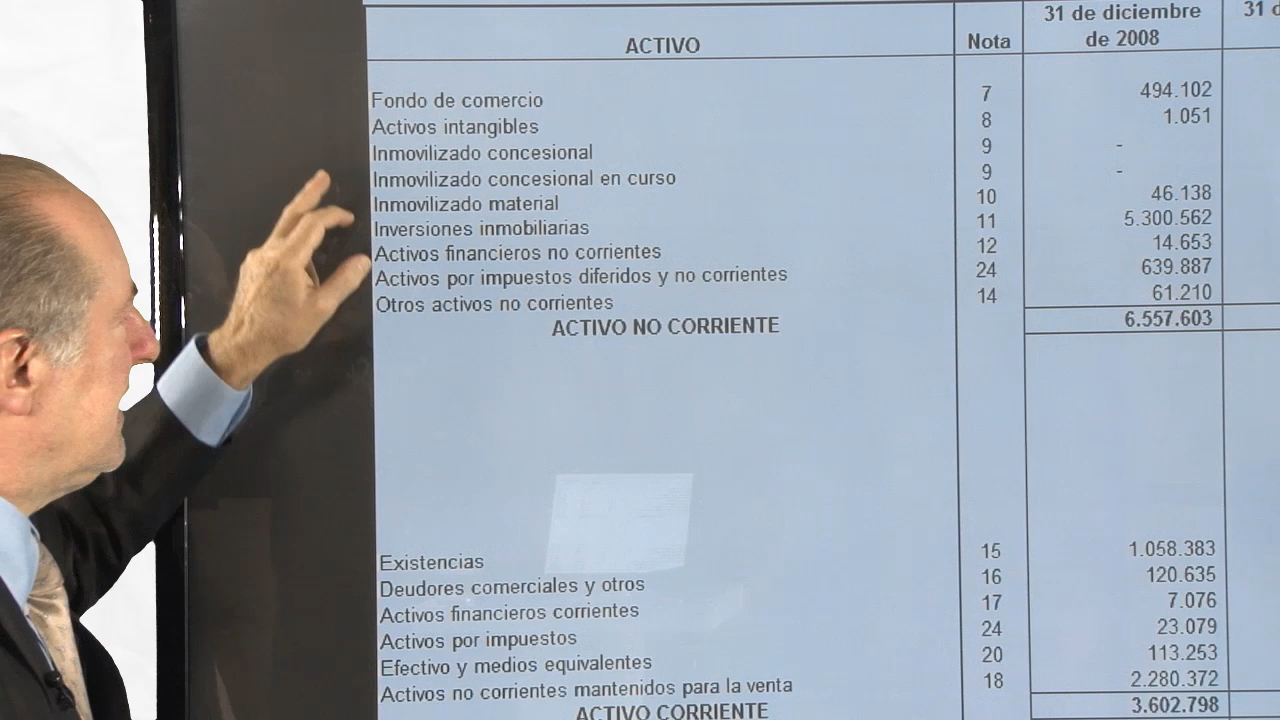 ACTIVO Nota 31 de diciembre de 2008 31 d
Fondo de comercio 7 494.102
Activos intangibles 8 1.051
Inmovilizado concesional 9 -
Inmovilizado concesional en curso 9 -
Inmovilizado material 10 46.138
Inversiones inmobiliarias 11 5.300.562
Activos financieros no corrientes 12 14.653
Activos por impuestos diferidos y no corrientes 24 639.887
Otros activos no corrientes 14 61.210
ACTIVO NO CORRIENTE 6.557.603
Existencias 15 1.058.383
Deudores comerciales y otros 16 120.635
Activos financieros corrientes 17 7.076
Activos por impuestos 24 23.079
Efectivo y medios equivalentes 20 113.253
Activos no corrientes mantenidos para la venta 18 2.280.372
ACTIVO CORRIENTE 3.602.798